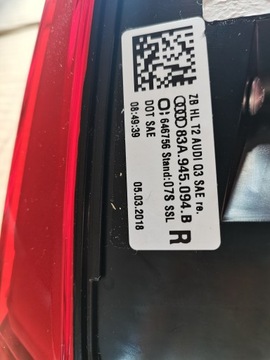 ZB HL T2 AUDI Q3 SAE re.
83A.945.094.B R
646756 Stand:07S SSL
DOT SAE
08:49:39
05.03.2018